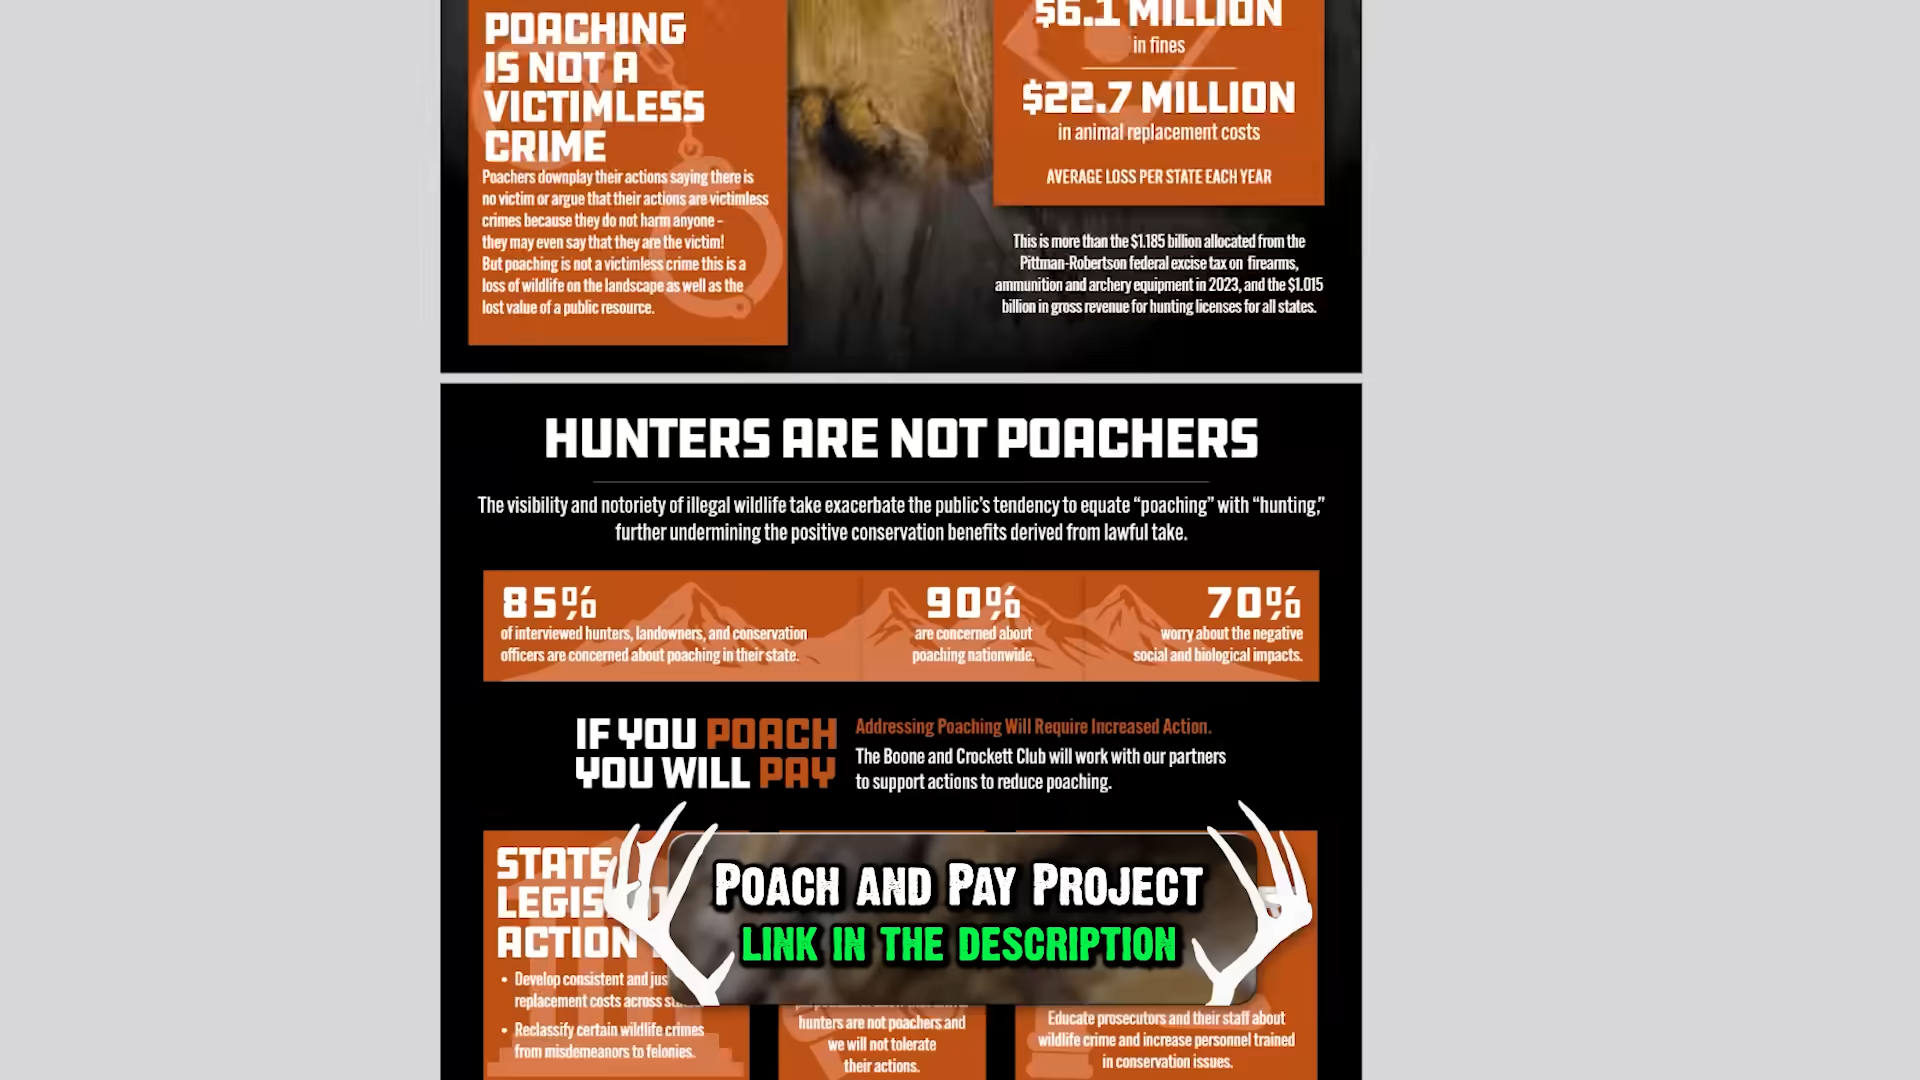 POACHING
IS NOT A
VICTIMLESS
CRIME
Poachers downplay their actions saying there is
no victim or argue that their actions are victimless
crimes because they do not harm anyone –
they may even say that they are the victim!
But poaching is not a victimless crime this is a
loss of wildlife on the landscape as well as the
lost value of a public resource.
$6.1 MILLION
in fines
$22.7 MILLION
in animal replacement costs
AVERAGE LOSS PER STATE EACH YEAR
This is more than the $1.185 billion allocated from the
Pittman-Robertson federal excise tax on firearms,
ammunition and archery equipment in 2023, and the $1.015
billion in gross revenue for hunting licenses for all states.
HUNTERS ARE NOT POACHERS
The visibility and notoriety of illegal wildlife take exacerbate the public's tendency to equate “poaching” with “hunting,”
further undermining the positive conservation benefits derived from lawful take.
85%
of interviewed hunters, landowners, and conservation
officers are concerned about poaching in their state.
90%
are concerned about
poaching nationwide.
70%
worry about the negative
social and biological impacts.
IF YOU POACH
YOU WILL PAY
Addressing Poaching Will Require Increased Action.
The Boone and Crockett Club will work with our partners
to support actions to reduce poaching.
STATE
ACTION
• Develop consistent and
replacement costs across
• Reclassify certain wildlife crimes
from misdemeanors to felonies.
POACH AND PAY PROJECT
LINK IN THE DESCRIPTION
hunters are not poachers and
we will not tolerate
their actions.
Educate prosecutors and their staff about
wildlife crime and increase personnel trained
in conservation issues.